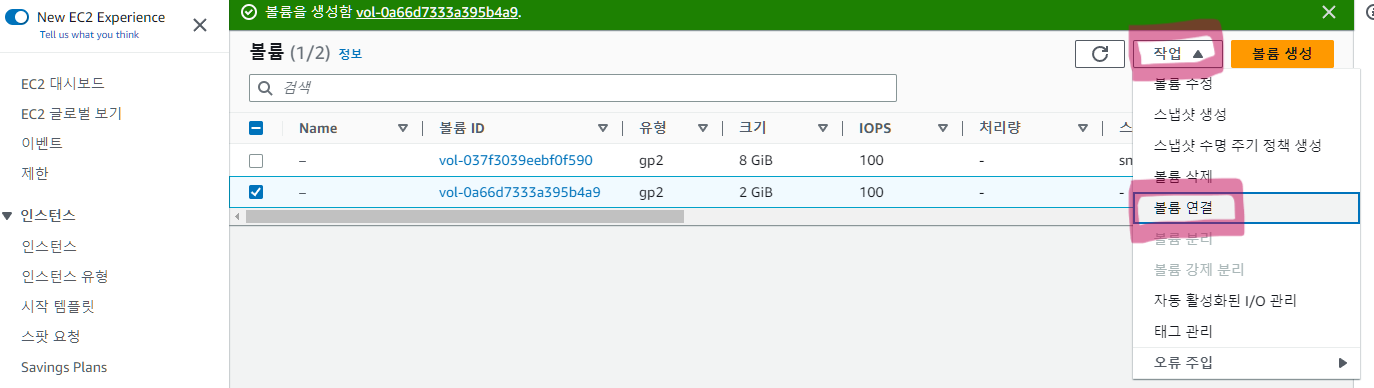 New EC2 Experience
Tell us what you think
EC2 대시보드
EC2 글로벌 보기
이벤트
제한
인스턴스
인스턴스
인스턴스 유형
시작 템플릿
스팟 요청
Savings Plans
볼륨을 생성함 vol-0a66d7333a395b4a9.
볼륨 (1/2) 정보
작업
볼륨 생성
검색
Name 볼륨 ID 유형 크기 IOPS 처리량 스
– vol-037f3039eebf0f590 gp2 8 GiB 100 - sn
– vol-0a66d7333a395b4a9 gp2 2 GiB 100 - -
볼륨 수정
스냅샷 생성
스냅샷 수명 주기 정책 생성
볼륨 삭제
볼륨 연결
볼륨 분리
볼륨 강제 분리
자동 활성화된 I/O 관리
태그 관리
오류 주입